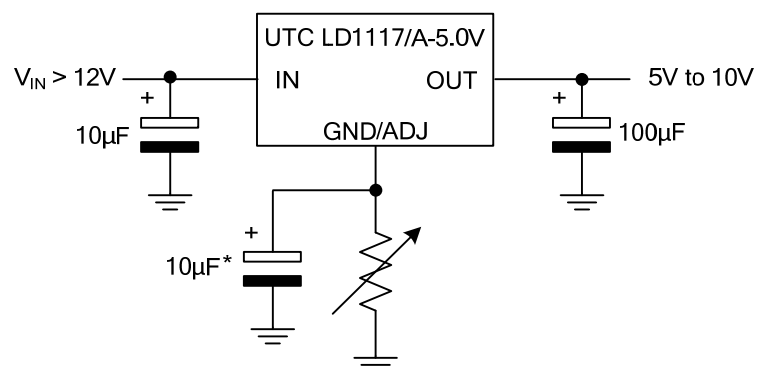 UTC LD1117/A-5.0V
V_IN > 12V
IN
OUT
5V to 10V
+
10μF
GND/ADJ
+
100μF
+
10μF*